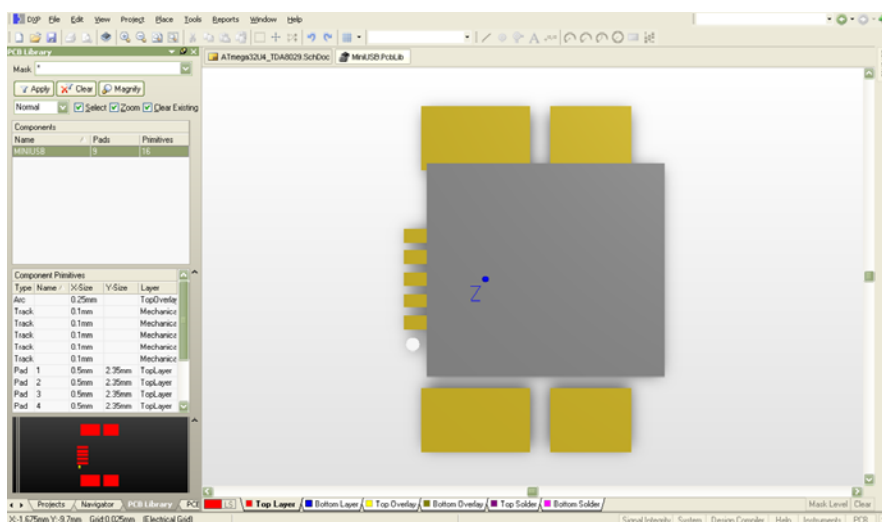 DXP File Edit View Project Place Tools Reports Window Help
PCB Library
Mask *
Apply Clear Magnify
Normal Select Zoom Clear Existing
Components
Name / Pads Primitives
MINIUSB 9 16
ATmega32U4_TDA8029.SchDoc MiniUSB.PcbLib
Component Primitives
Type Name / X-Size Y-Size Layer
Arc 0.25mm TopOverlay
Track 0.1mm Mechanica
Track 0.1mm Mechanica
Track 0.1mm Mechanica
Track 0.1mm Mechanica
Track 0.1mm Mechanica
Pad 1 0.5mm 2.35mm TopLayer
Pad 2 0.5mm 2.35mm TopLayer
Pad 3 0.5mm 2.35mm TopLayer
Pad 4 0.5mm 2.35mm TopLayer
Z
Projects Navigator PCB Library PCB
LS Top Layer Bottom Layer Top Overlay Bottom Overlay Top Solder Bottom Solder Mask Level Clear
X:-1.675mm Y:-9.7mm Grid:0.025mm (Electrical Grid) Signal Integrity System Design Compiler Help Instruments PCB